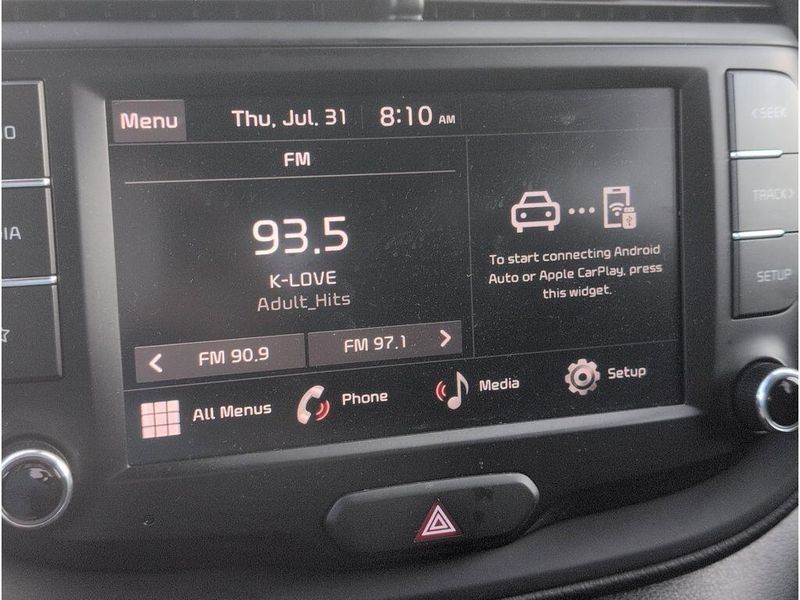 Menu
Thu, Jul. 31
8:10 AM
FM
93.5
K-LOVE
Adult_Hits
< FM 90.9
FM 97.1 >
To start connecting Android
Auto or Apple CarPlay, press
this widget.
All Menus
Phone
Media
Setup
< SEEK
TRACK >
SETUP